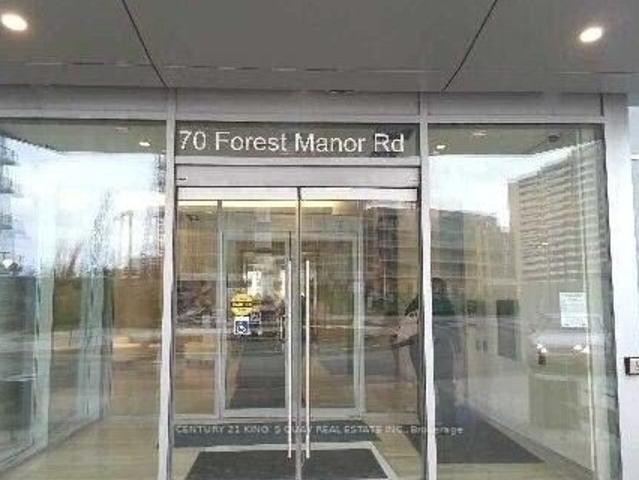 70 Forest Manor Rd
CENTURY 21 KING'S QUAY REAL ESTATE INC., Brokerage